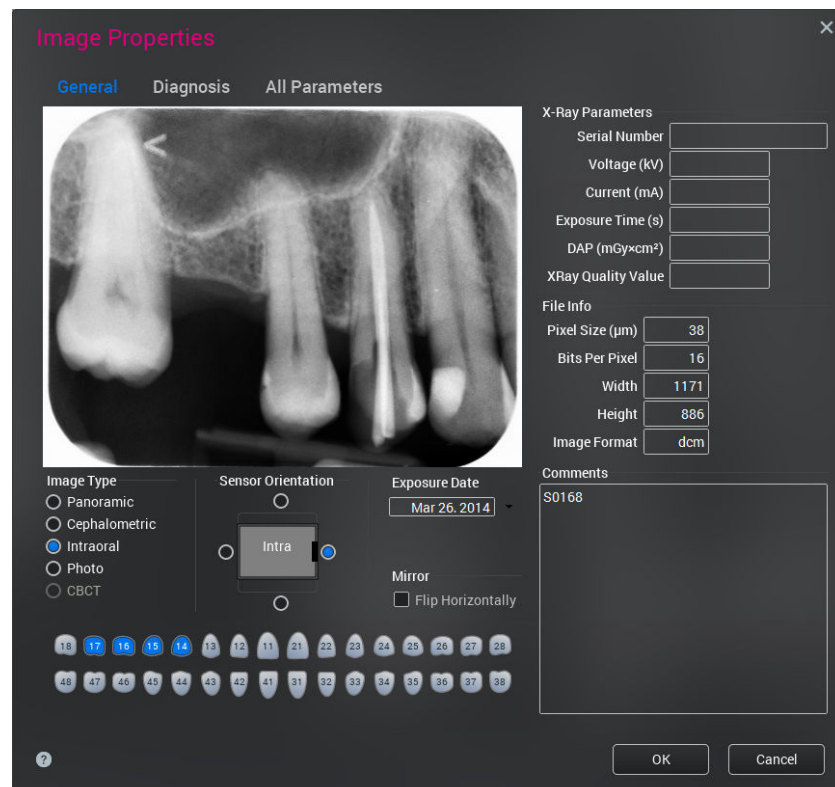 Image Properties
General Diagnosis All Parameters
X-Ray Parameters
Serial Number
Voltage (kV)
Current (mA)
Exposure Time (s)
DAP (mGy×cm²)
XRay Quality Value
File Info
Pixel Size (µm) 38
Bits Per Pixel 16
Width 1171
Height 886
Image Format dcm
Image Type
Panoramic
Cephalometric
Intraoral
Photo
CBCT
Sensor Orientation
Intra
Exposure Date
Mar 26. 2014
Mirror
Flip Horizontally
Comments
S0168
18 17 16 15 14 13 12 11 21 22 23 24 25 26 27 28
48 47 46 45 44 43 42 41 31 32 33 34 35 36 37 38
?
OK Cancel